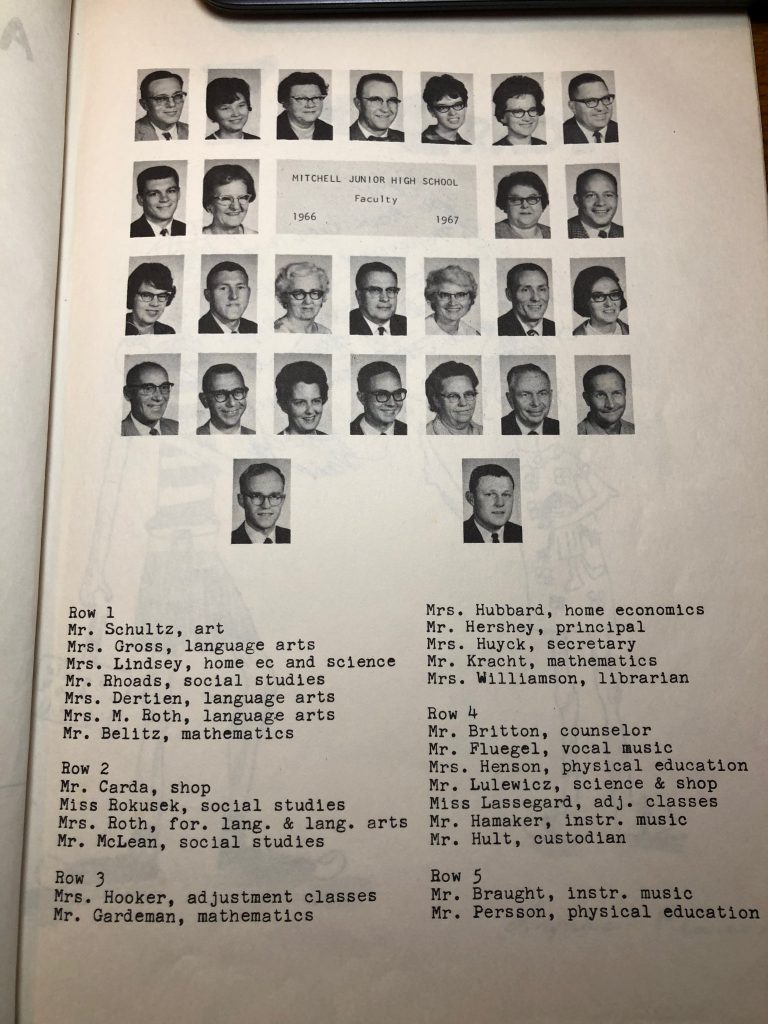 MITCHELL JUNIOR HIGH SCHOOL
Faculty
1966 1967
Row 1
Mr. Schultz, art
Mrs. Gross, language arts
Mrs. Lindsey, home ec and science
Mr. Rhoads, social studies
Mrs. Dertien, language arts
Mrs. M. Roth, language arts
Mr. Belitz, mathematics
Row 2
Mr. Carda, shop
Miss Rokusek, social studies
Mrs. Roth, for. lang. & lang. arts
Mr. McLean, social studies
Row 3
Mrs. Hooker, adjustment classes
Mr. Gardeman, mathematics
Mrs. Hubbard, home economics
Mr. Hershey, principal
Mrs. Huyck, secretary
Mr. Kracht, mathematics
Mrs. Williamson, librarian
Row 4
Mr. Britton, counselor
Mr. Fluegel, vocal music
Mrs. Henson, physical education
Mr. Lulewicz, science & shop
Miss Lassegard, adj. classes
Mr. Hamaker, instr. music
Mr. Hult, custodian
Row 5
Mr. Braught, instr. music
Mr. Persson, physical education